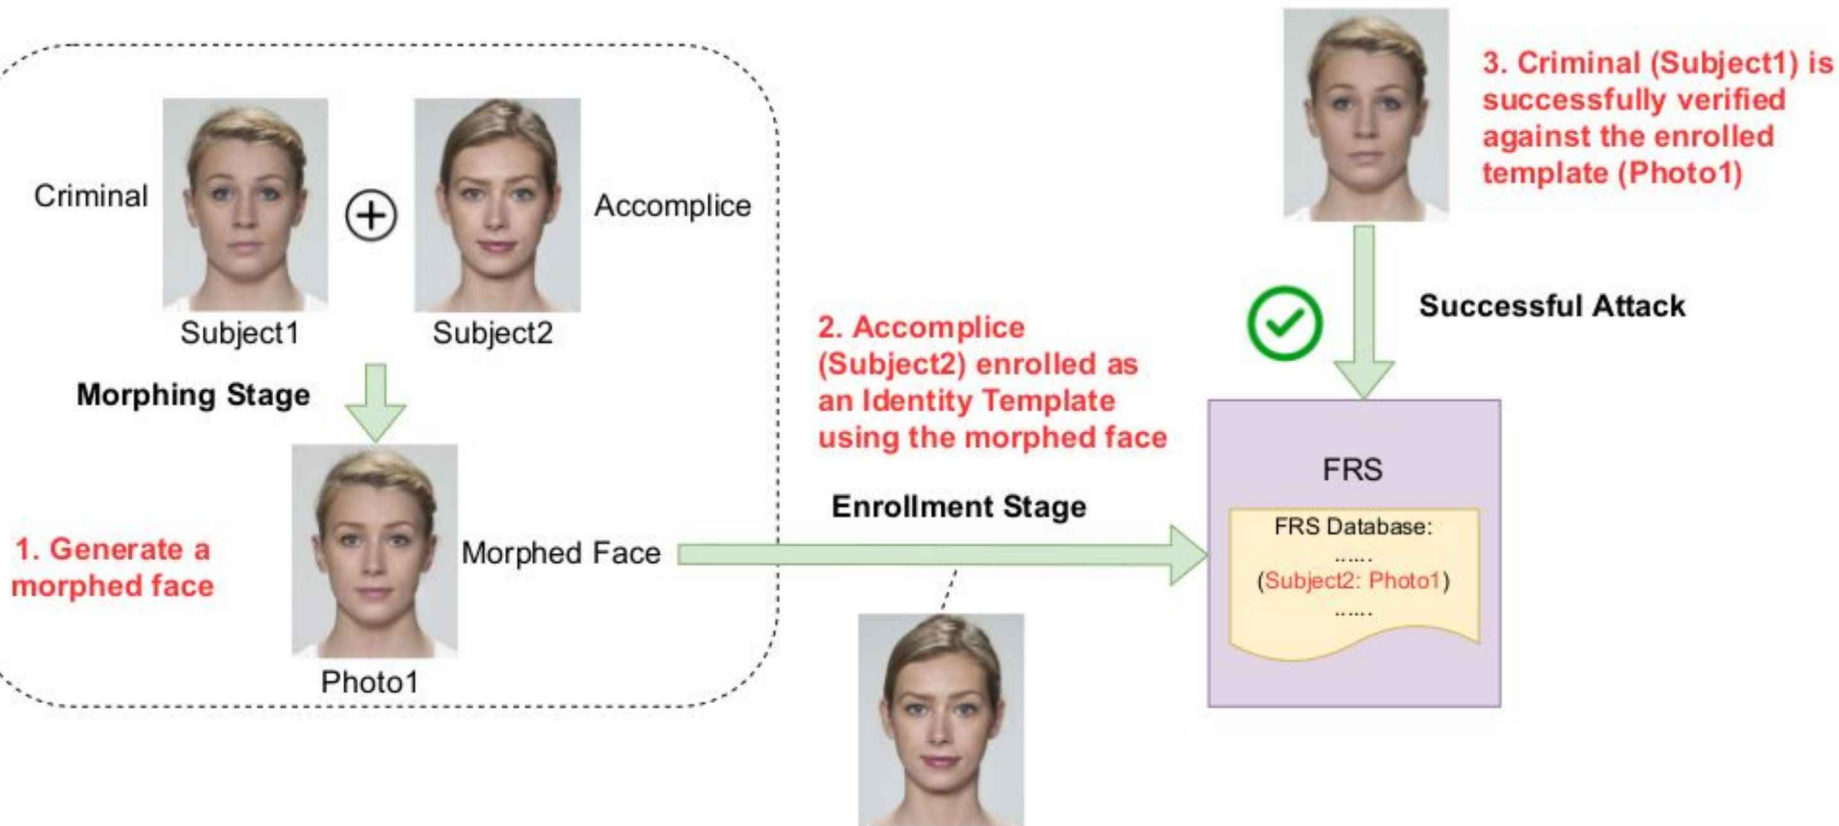 Criminal
Accomplice
Subject1
Subject2
Morphing Stage
1. Generate a
morphed face
Morphed Face
Photo1
2. Accomplice
(Subject2) enrolled as
an Identity Template
using the morphed face
Enrollment Stage
3. Criminal (Subject1) is
successfully verified
against the enrolled
template (Photo1)
Successful Attack
FRS
FRS Database:
......
(Subject2: Photo1)
......